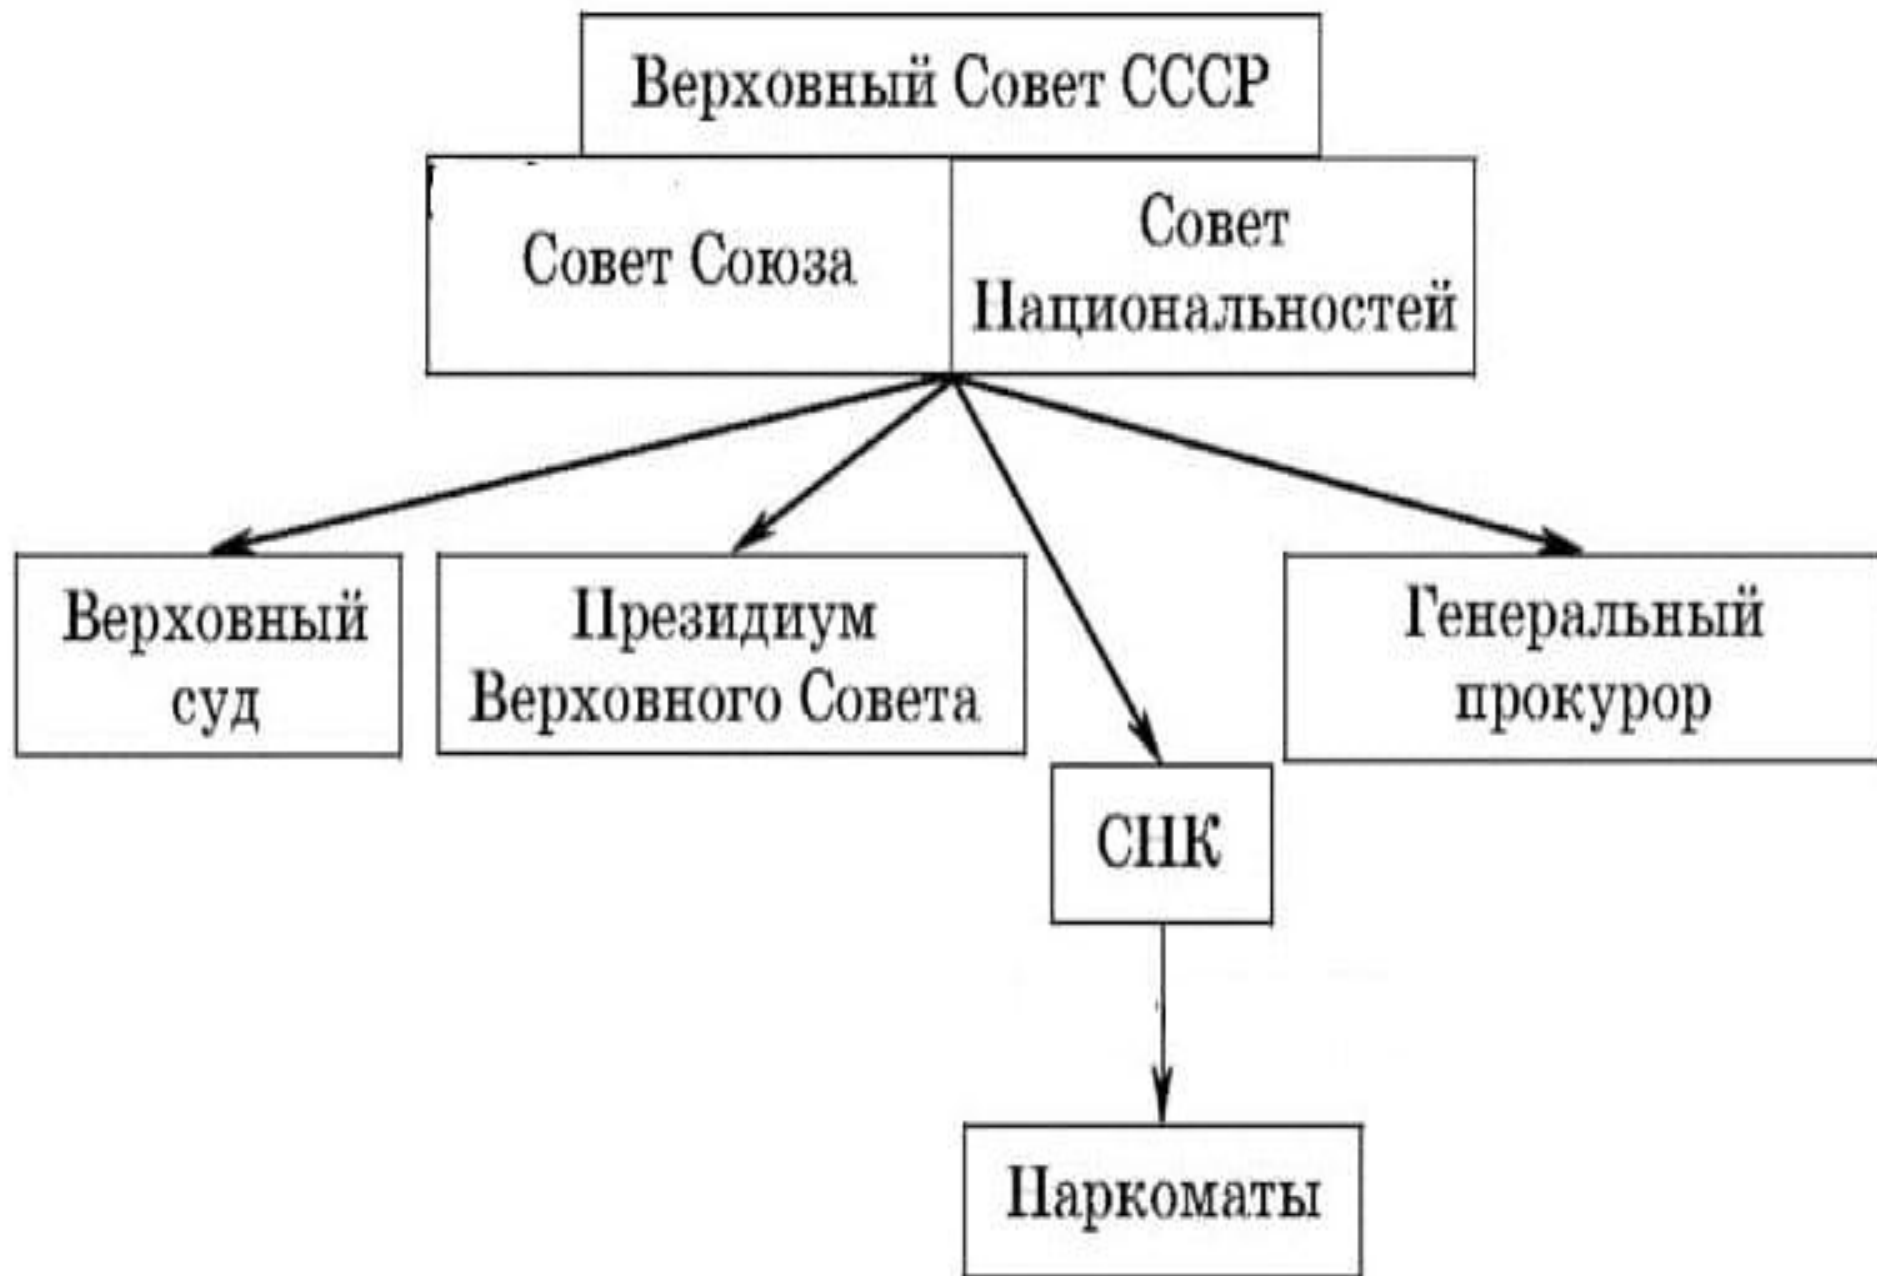 Верховный Совет СССР
Совет Союза
Совет
Национальностей
Верховный
суд
Президиум
Верховного Совета
Генеральный
прокурор
СНК
Наркоматы